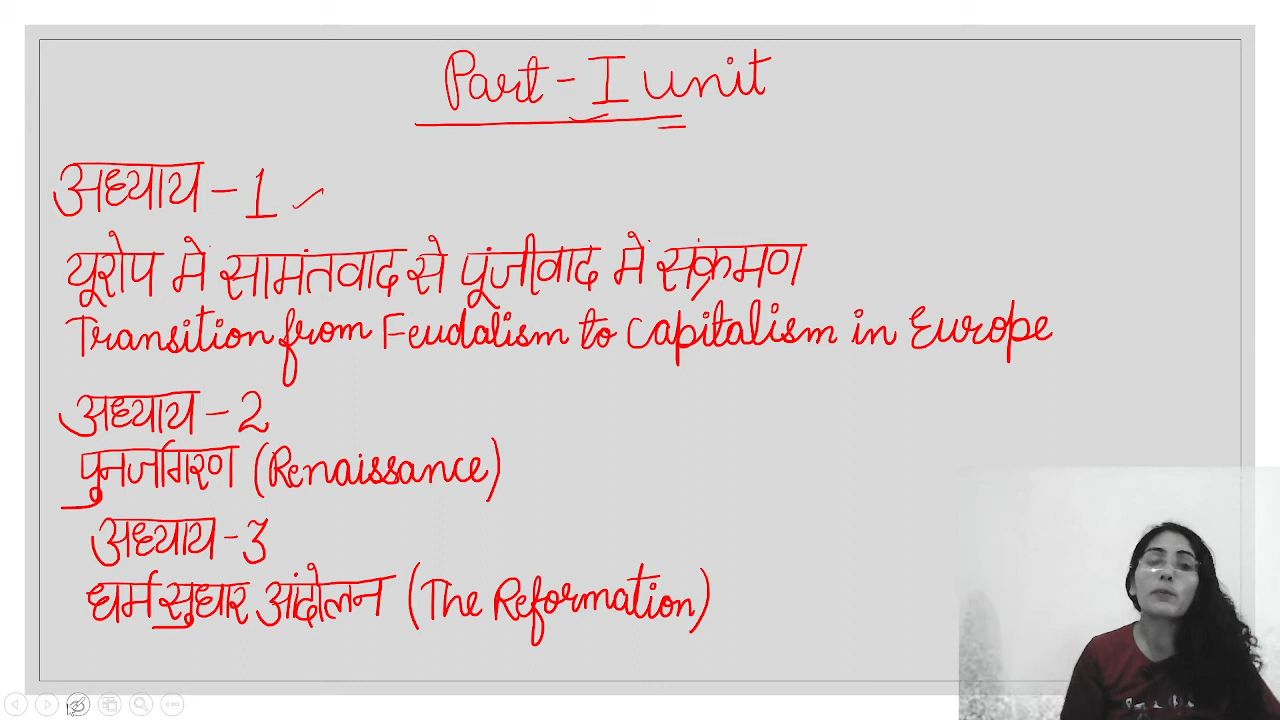 Part - I unit
अध्याय - 1
यूरोप मे सामंतवाद से पूंजीवाद मे संक्रमण
Transition from Feudalism to Capitalism in Europe
अध्याय - 2
पुनर्जागरण (Renaissance)
अध्याय - 3
धर्म सुधार आंदोलन (The Reformation)